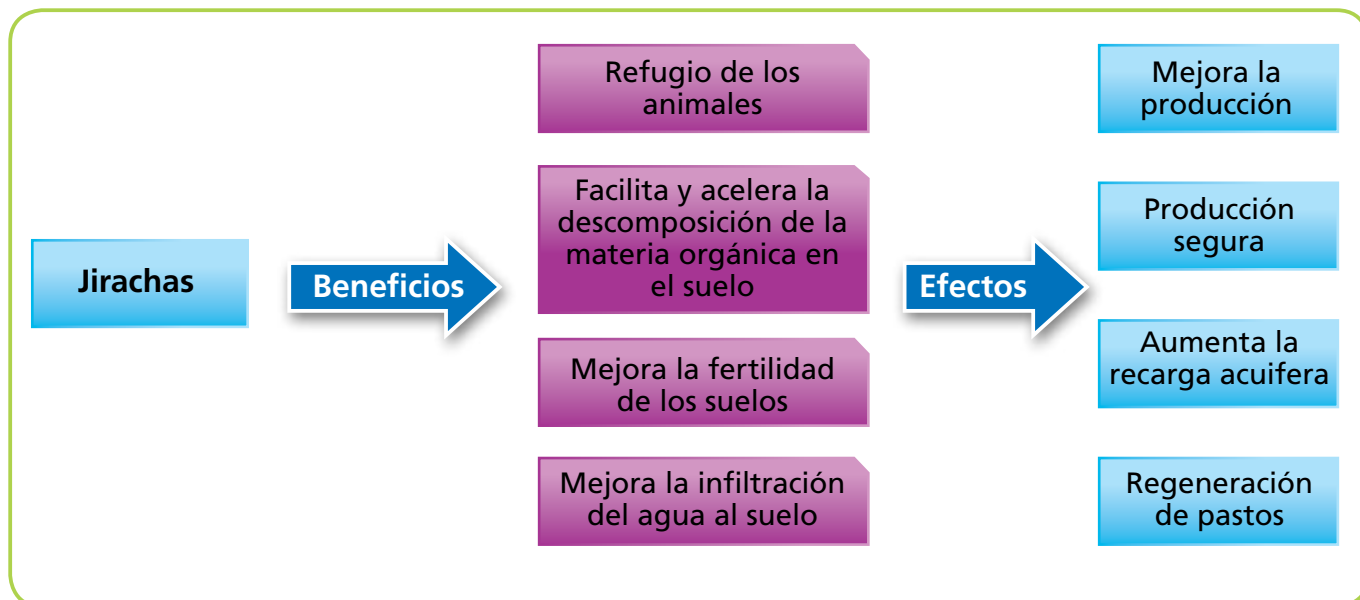 Jirachas
Beneficios
Refugio de los
animales
Facilita y acelera la
descomposición de la
materia orgánica en
el suelo
Mejora la fertilidad
de los suelos
Mejora la infiltración
del agua al suelo
Efectos
Mejora la
producción
Producción
segura
Aumenta la
recarga acuifera
Regeneración
de pastos